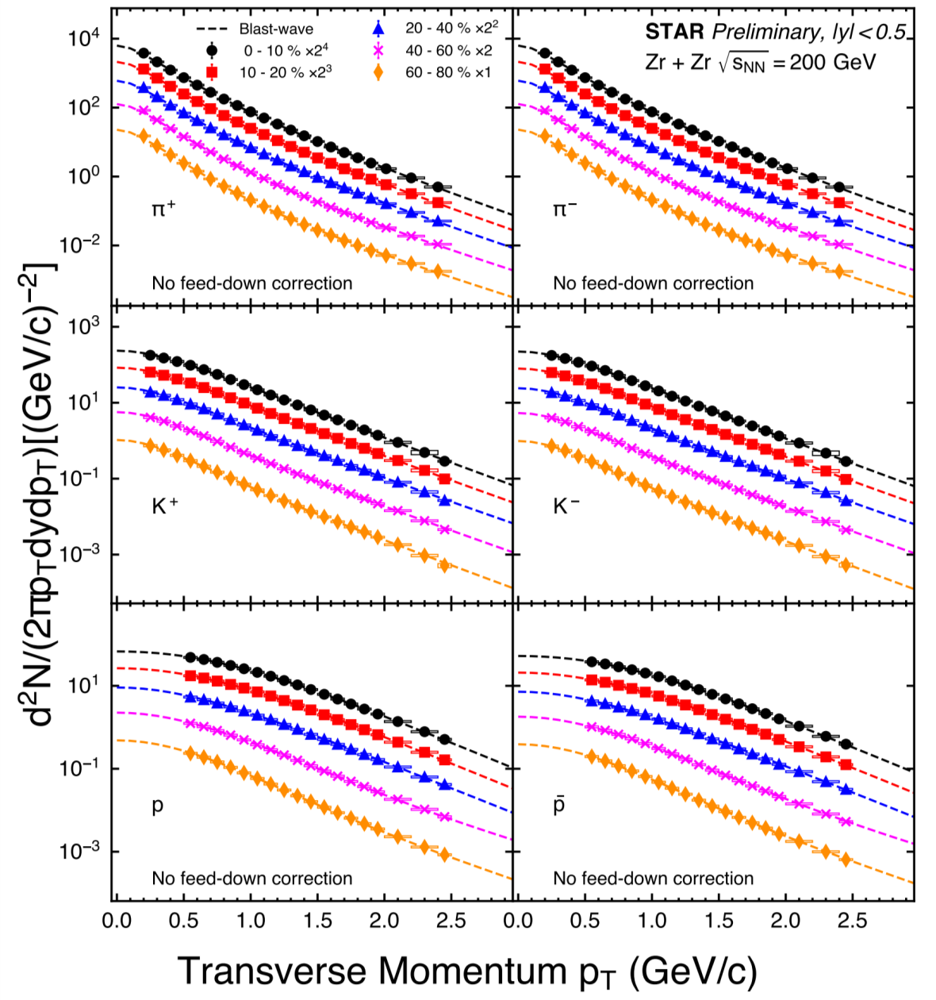 Blast-wave
0 - 10 % ×2⁴
10 - 20 % ×2³
20 - 40 % ×2²
40 - 60 % ×2
60 - 80 % ×1
STAR Preliminary, |y| < 0.5
Zr + Zr √sNN = 200 GeV
10⁴
10²
10⁰
10⁻²
π⁺
No feed-down correction
π⁻
No feed-down correction
10³
10¹
10⁻¹
10⁻³
K⁺
K⁻
10¹
10⁻¹
10⁻³
p
No feed-down correction
p̄
No feed-down correction
d²N/(2πpTdydpT)[(GeV/c)⁻²]
0.0 0.5 1.0 1.5 2.0 2.5 0.0 0.5 1.0 1.5 2.0 2.5
Transverse Momentum pT (GeV/c)